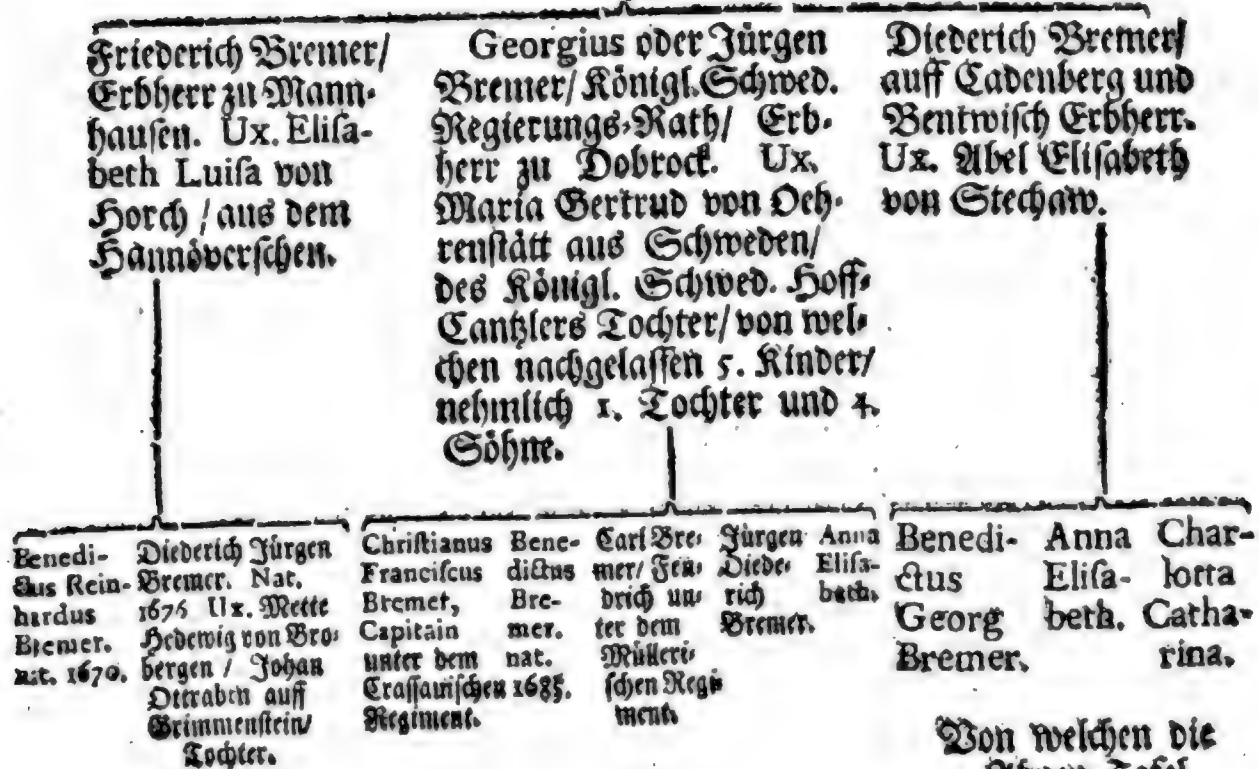 Friederich Bremer/
Erbherr zu Mann-
hausen. Ux. Elisa-
beth Luisa von
Horch / aus dem
Hannöverschen.
Georgius oder Jürgen
Bremer/ Königl. Schwed.
Regierungs-Rath/ Erb-
herr zu Dobrock. Ux.
Maria Gertrud von Oeh-
renstätt aus Schweden/
des Königl. Schwed. Hoff-
Cantzlers Tochter/ von wel-
chen nachgelassen 5. Kinder/
nehmlich 1. Tochter und 4.
Söhne.
Diederich Bremer/
auff Cadenberg und
Bentwisch Erbherr.
Ux. Abel Elisabeth
von Stechaw.
Benedi-
ctus Rein-
hardus
Bremer.
nat. 1670.
Diederich Jürgen
Bremer. Nat.
1676 Ux. Mette
Hedewig von Bro-
bergen / Johan
Ottraben auff
Grimmenstein/
Tochter.
Christianus
Franciscus
Bremer,
Capitain
unter dem
Crassauischen
Regiment.
Bene-
dictus
Bre-
mer.
nat.
1685.
Carl Bre-
mer/ Fen-
drich un-
ter dem
Mülleri-
schen Regi-
ment.
Jürgen
Diede-
rich
Bremer.
Anna
Elisa-
beth.
Benedi-
ctus
Georg
Bremer.
Anna
Elisa-
beth.
Char-
lotta
Catha-
rina.
Von welchen die